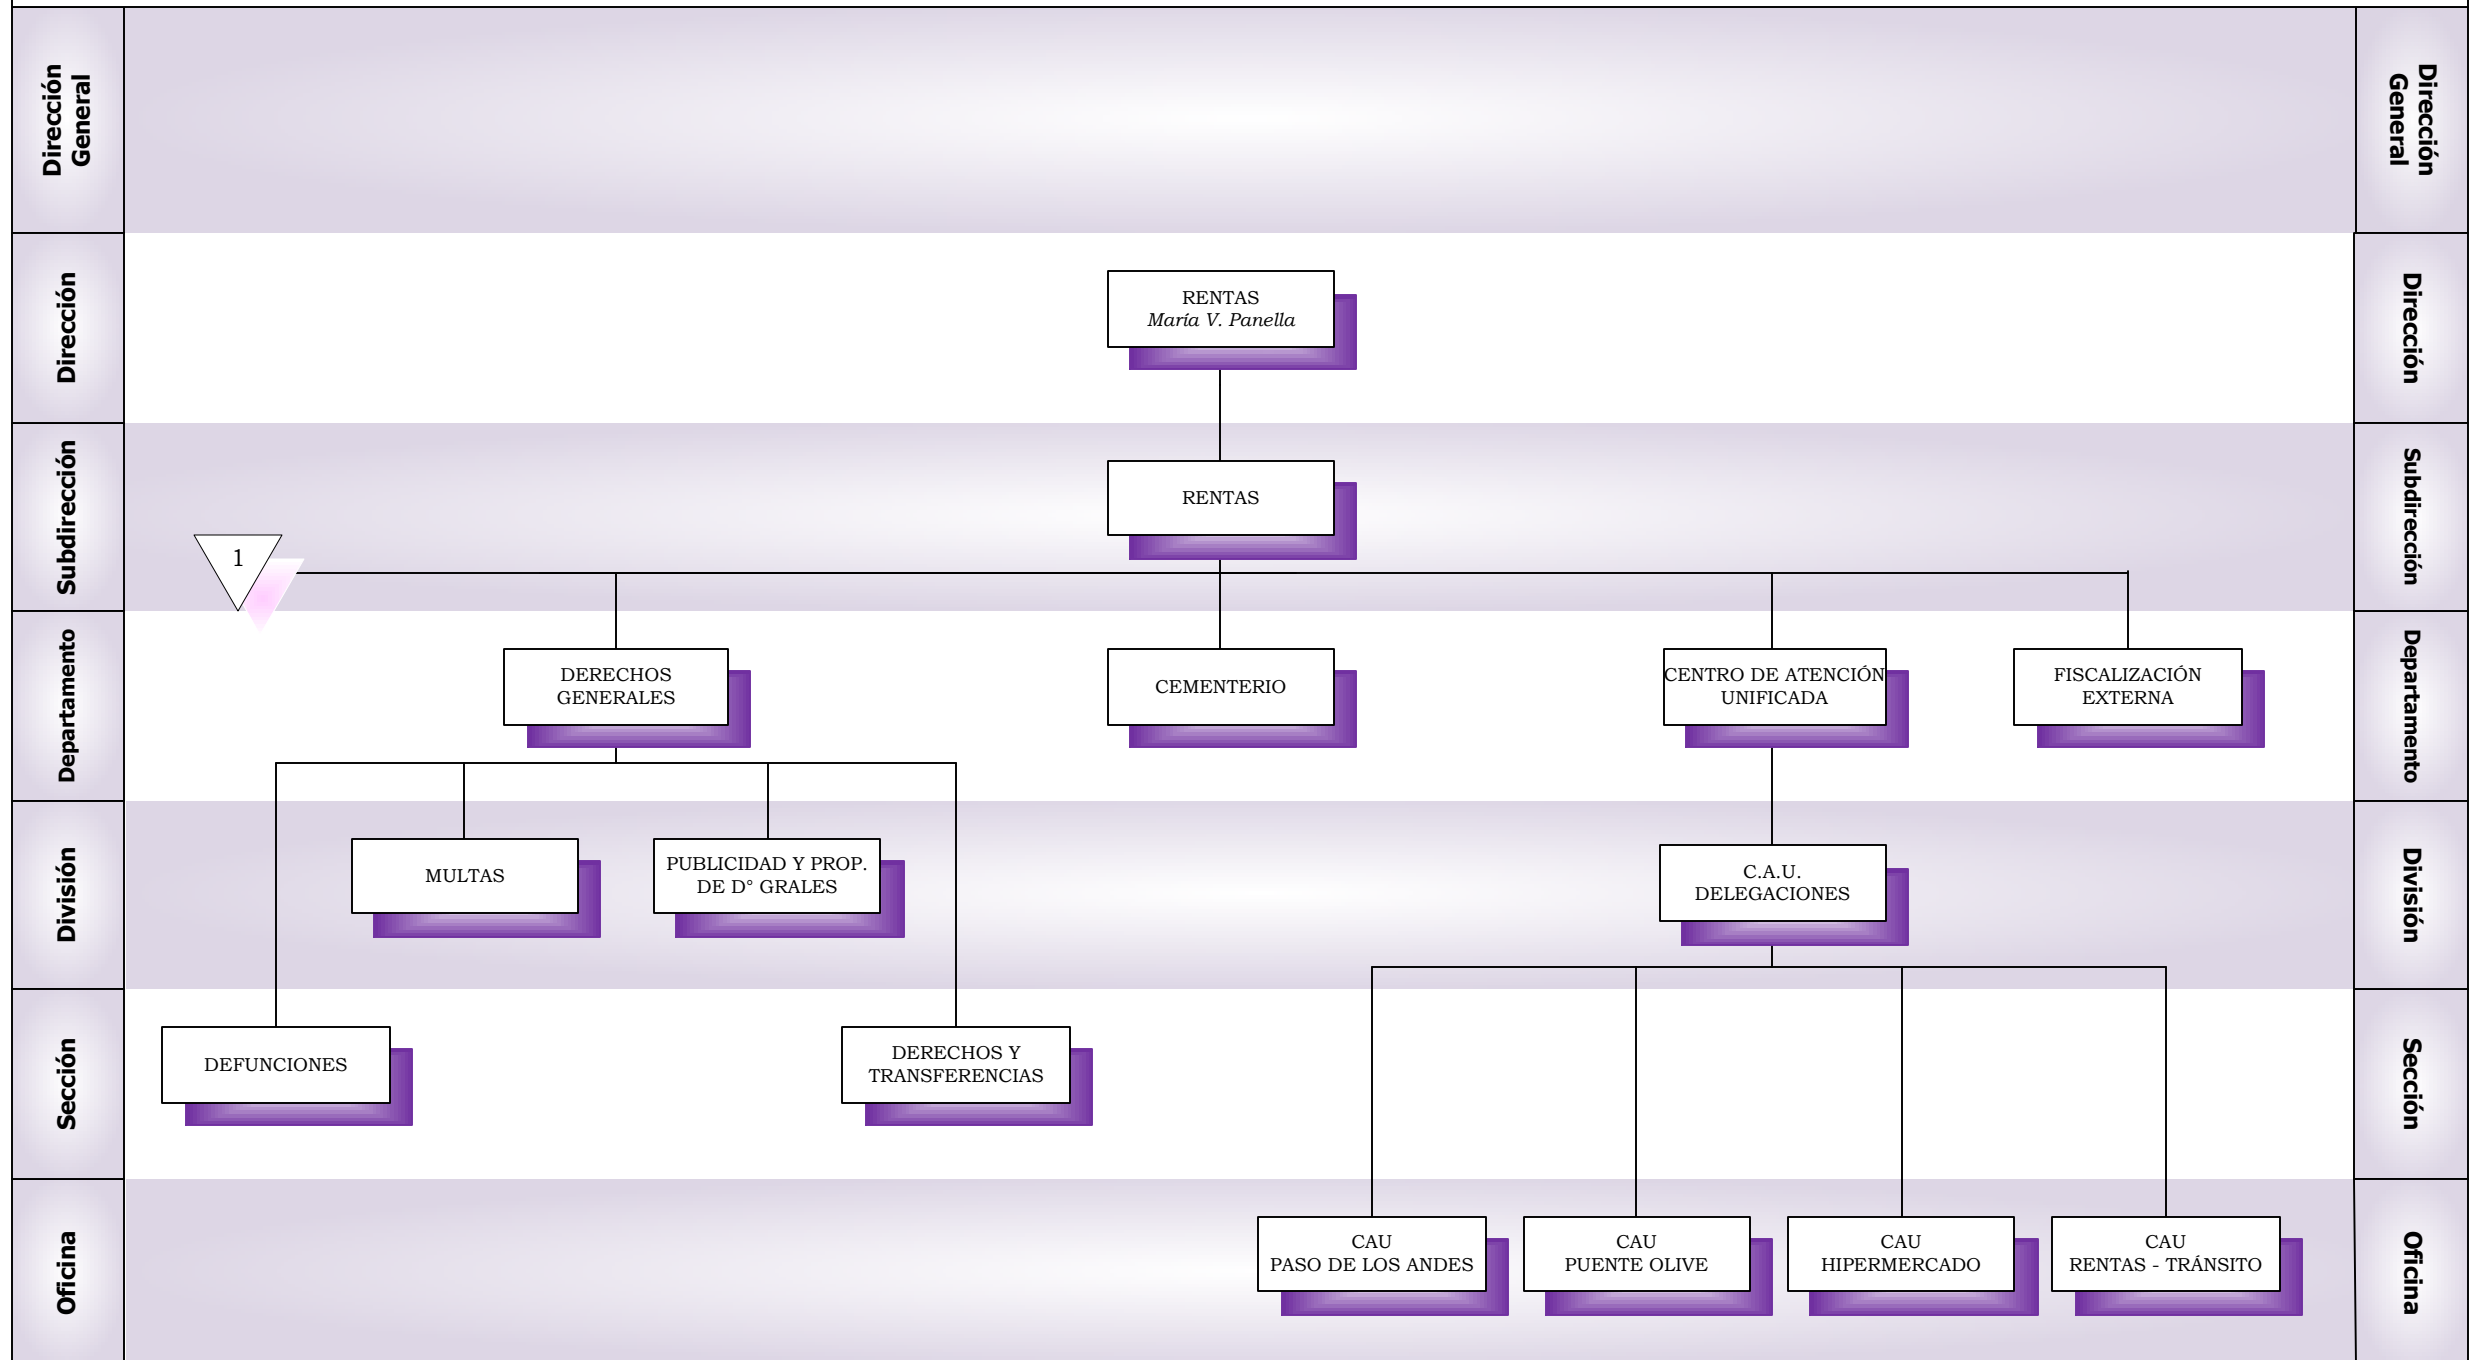 Dirección
General
Dirección
General
Dirección
RENTAS
María V. Panella
Dirección
Subdirección
RENTAS
1
Subdirección
Departamento
DERECHOS
GENERALES
CEMENTERIO
CENTRO DE ATENCIÓN
UNIFICADA
FISCALIZACIÓN
EXTERNA
Departamento
División
MULTAS
PUBLICIDAD Y PROP.
DE D° GRALES
C.A.U.
DELEGACIONES
División
Sección
DEFUNCIONES
DERECHOS Y
TRANSFERENCIAS
Sección
Oficina
CAU
PASO DE LOS ANDES
CAU
PUENTE OLIVE
CAU
HIPERMERCADO
CAU
RENTAS - TRÁNSITO
Oficina